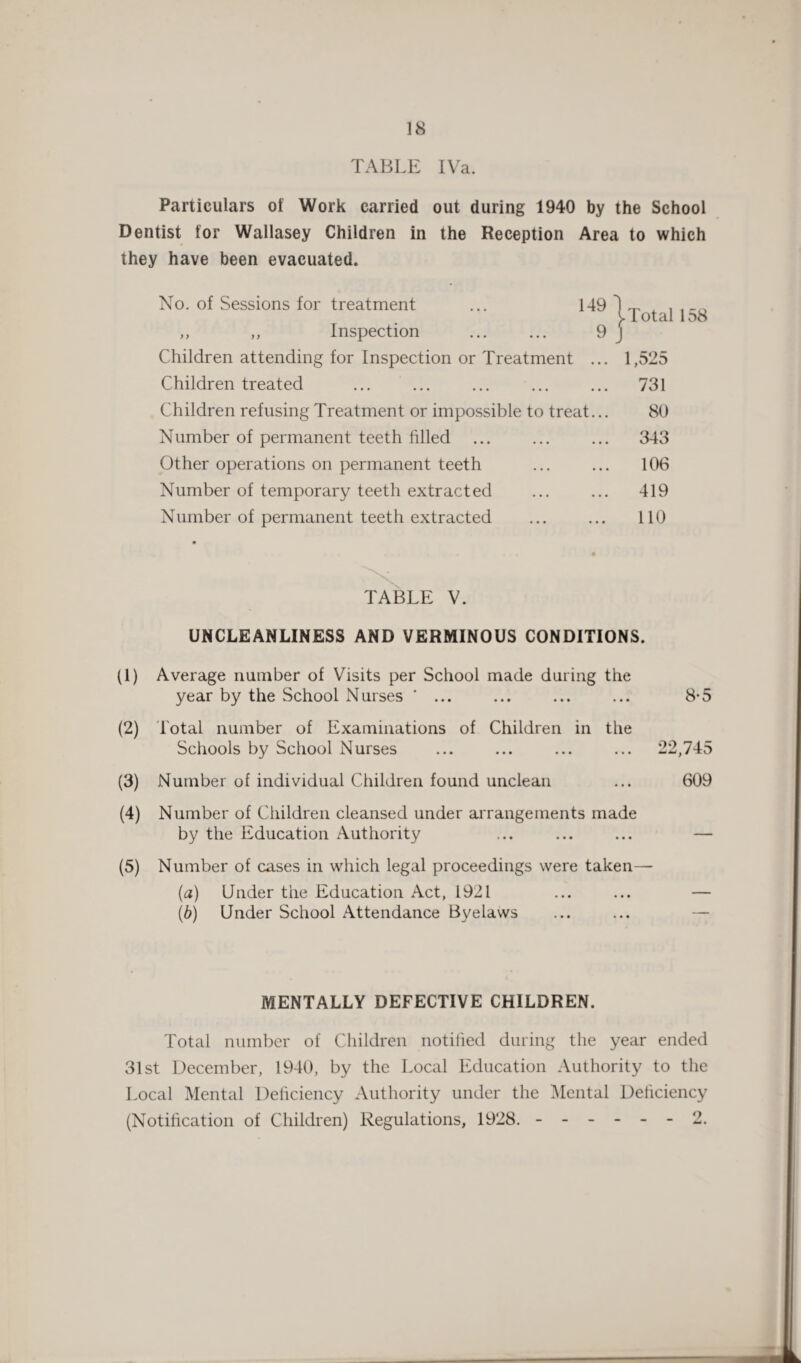 18
TABLE IVa.
Particulars of Work carried out during 1940 by the School
Dentist for Wallasey Children in the Reception Area to which
they have been evacuated.
No. of Sessions for treatment ... 149 } Total 158
,, ,, Inspection ... ... 9 }
Children attending for Inspection or Treatment ... 1,525
Children treated ... ... ... ... ... 731
Children refusing Treatment or impossible to treat... 80
Number of permanent teeth filled ... ... ... 343
Other operations on permanent teeth ... ... 106
Number of temporary teeth extracted ... ... 419
Number of permanent teeth extracted ... ... 110
TABLE V.
UNCLEANLINESS AND VERMINOUS CONDITIONS.
(1) Average number of Visits per School made during the
year by the School Nurses ... ... ... ... 8·5
(2) Total number of Examinations of Children in the
Schools by School Nurses ... ... ... ... 22,745
(3) Number of individual Children found unclean ... 609
(4) Number of Children cleansed under arrangements made
by the Education Authority ... ... ... —
(5) Number of cases in which legal proceedings were taken—
(a) Under the Education Act, 1921 ... ... —
(b) Under School Attendance Byelaws ... ... —
MENTALLY DEFECTIVE CHILDREN.
Total number of Children notified during the year ended
31st December, 1940, by the Local Education Authority to the
Local Mental Deficiency Authority under the Mental Deficiency
(Notification of Children) Regulations, 1928. - - - - - - 2.